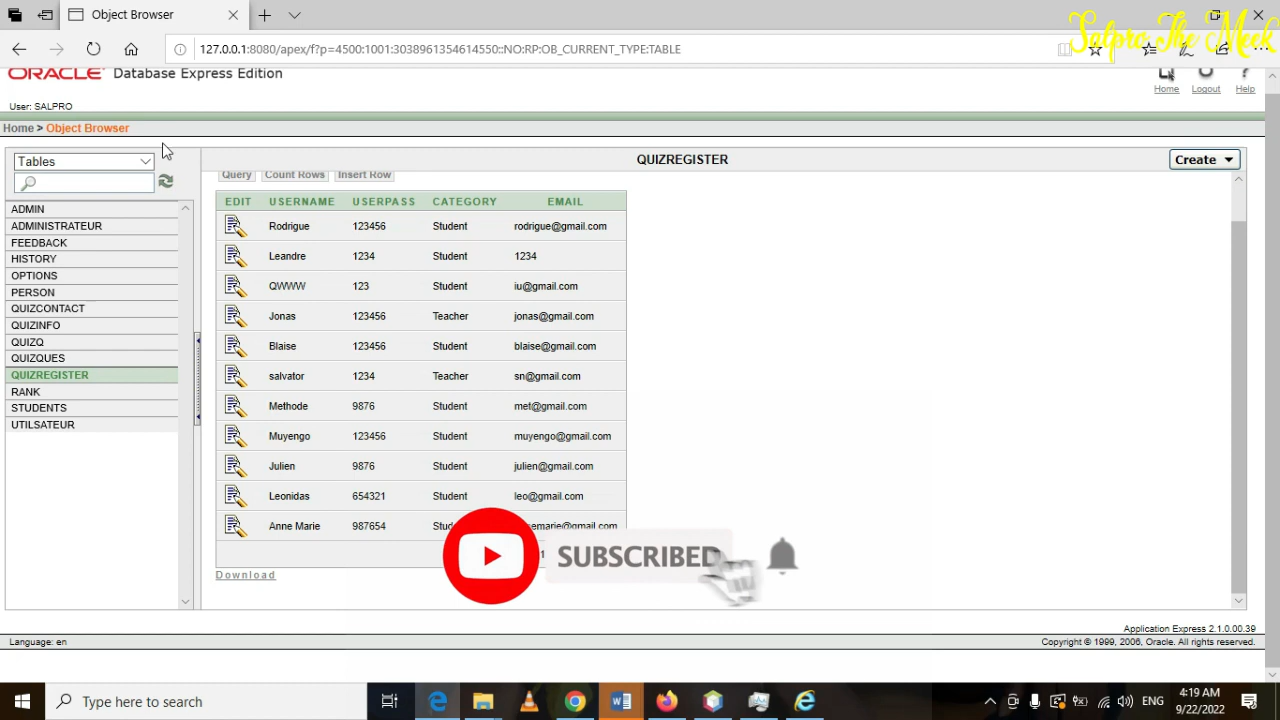 Object Browser
127.0.0.1:8080/apex/f?p=4500:1001:3038961354614550::NO:RP:OB_CURRENT_TYPE:TABLE
Salpro The Meek
ORACLE Database Express Edition
Home Logout Help
User: SALPRO
Home > Object Browser
Tables
QUIZREGISTER
Create
Query Count Rows Insert Row
EDIT USERNAME USERPASS CATEGORY EMAIL
Rodrigue 123456 Student rodrigue@gmail.com
Leandre 1234 Student 1234
QWWW 123 Student iu@gmail.com
Jonas 123456 Teacher jonas@gmail.com
Blaise 123456 Student blaise@gmail.com
salvator 1234 Teacher sn@gmail.com
Methode 9876 Student met@gmail.com
Muyengo 123456 Student muyengo@gmail.com
Julien 9876 Student julien@gmail.com
Leonidas 654321 Student leo@gmail.com
Anne Marie 987654
Download
ADMIN
ADMINISTRATEUR
FEEDBACK
HISTORY
OPTIONS
PERSON
QUIZCONTACT
QUIZINFO
QUIZQ
QUIZQUES
QUIZREGISTER
RANK
STUDENTS
UTILSATEUR
SUBSCRIBED
Application Express 2.1.0.00.39
Language: en
Copyright © 1999, 2006, Oracle. All rights reserved.
Type here to search
ENG
4:19 AM
9/22/2022